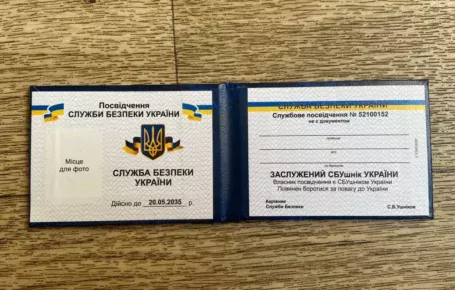 Посвідчення
СЛУЖБИ БЕЗПЕКИ УКРАЇНИ
Місце
для фото
СЛУЖБА БЕЗПЕКИ
УКРАЇНИ
Дійсно до 20.05.2035 р.
СЛУЖБА БЕЗПЕКИ УКРАЇНИ
Службове посвідчення № 52100152
не є документом
ЗАСЛУЖЕНИЙ СБУшнік УКРАЇНИ
Власник посвідчення є СБУшником України
Повинен боротися за повагу до України
Керівник
Служби Безпеки
С.Б.Ушніков